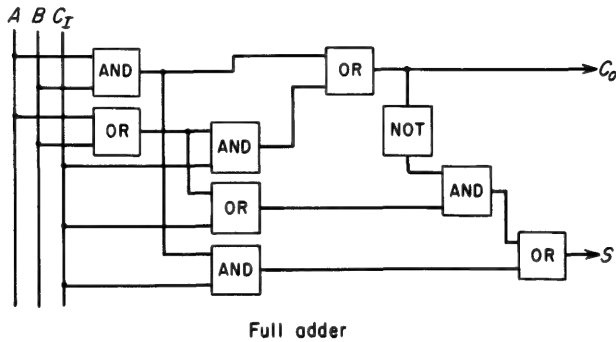 A B C_I
AND
OR
OR
C_o
NOT
AND
AND
OR
AND
OR
S
Full adder